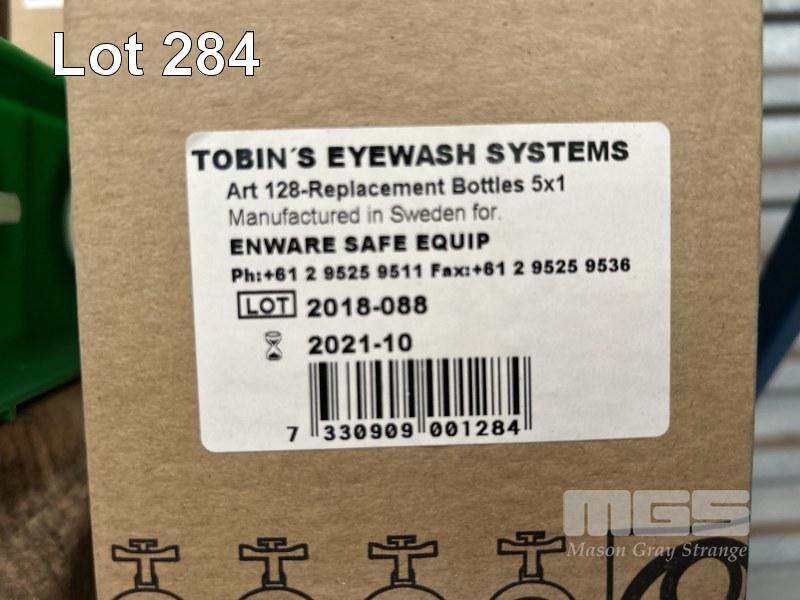 Lot 284
TOBIN´S EYEWASH SYSTEMS
Art 128-Replacement Bottles 5x1
Manufactured in Sweden for.
ENWARE SAFE EQUIP
Ph:+61 2 9525 9511 Fax:+61 2 9525 9536
LOT 2018-088
2021-10
7 330909 001284
MGS
Mason Gray Strange